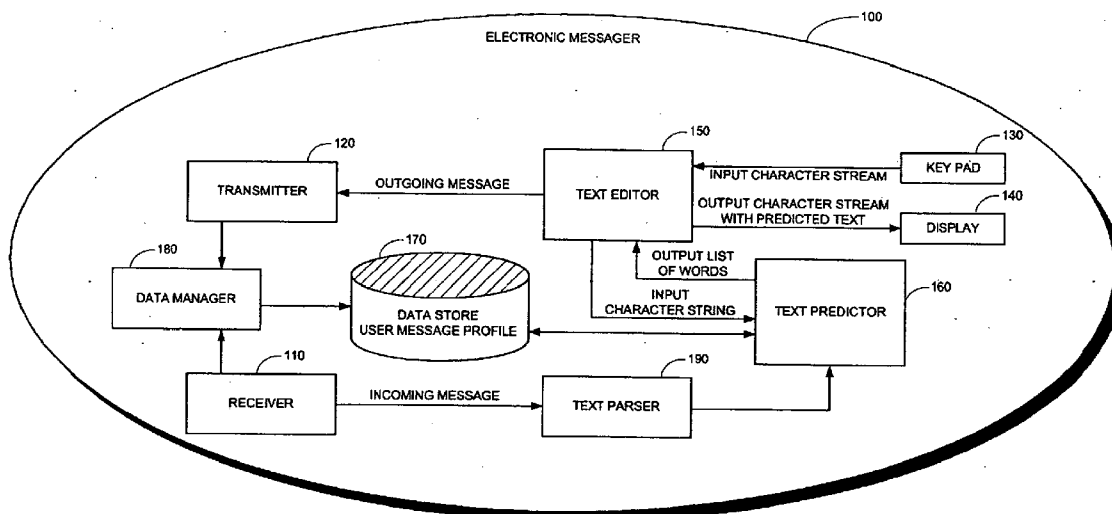 100
ELECTRONIC MESSAGER
150
130
120
KEY PAD
TRANSMITTER
OUTGOING MESSAGE
TEXT EDITOR
INPUT CHARACTER STREAM
OUTPUT CHARACTER STREAM
WITH PREDICTED TEXT
140
DISPLAY
180
170
OUTPUT LIST
OF WORDS
160
DATA MANAGER
DATA STORE
USER MESSAGE PROFILE
INPUT
CHARACTER STRING
TEXT PREDICTOR
110
190
RECEIVER
INCOMING MESSAGE
TEXT PARSER